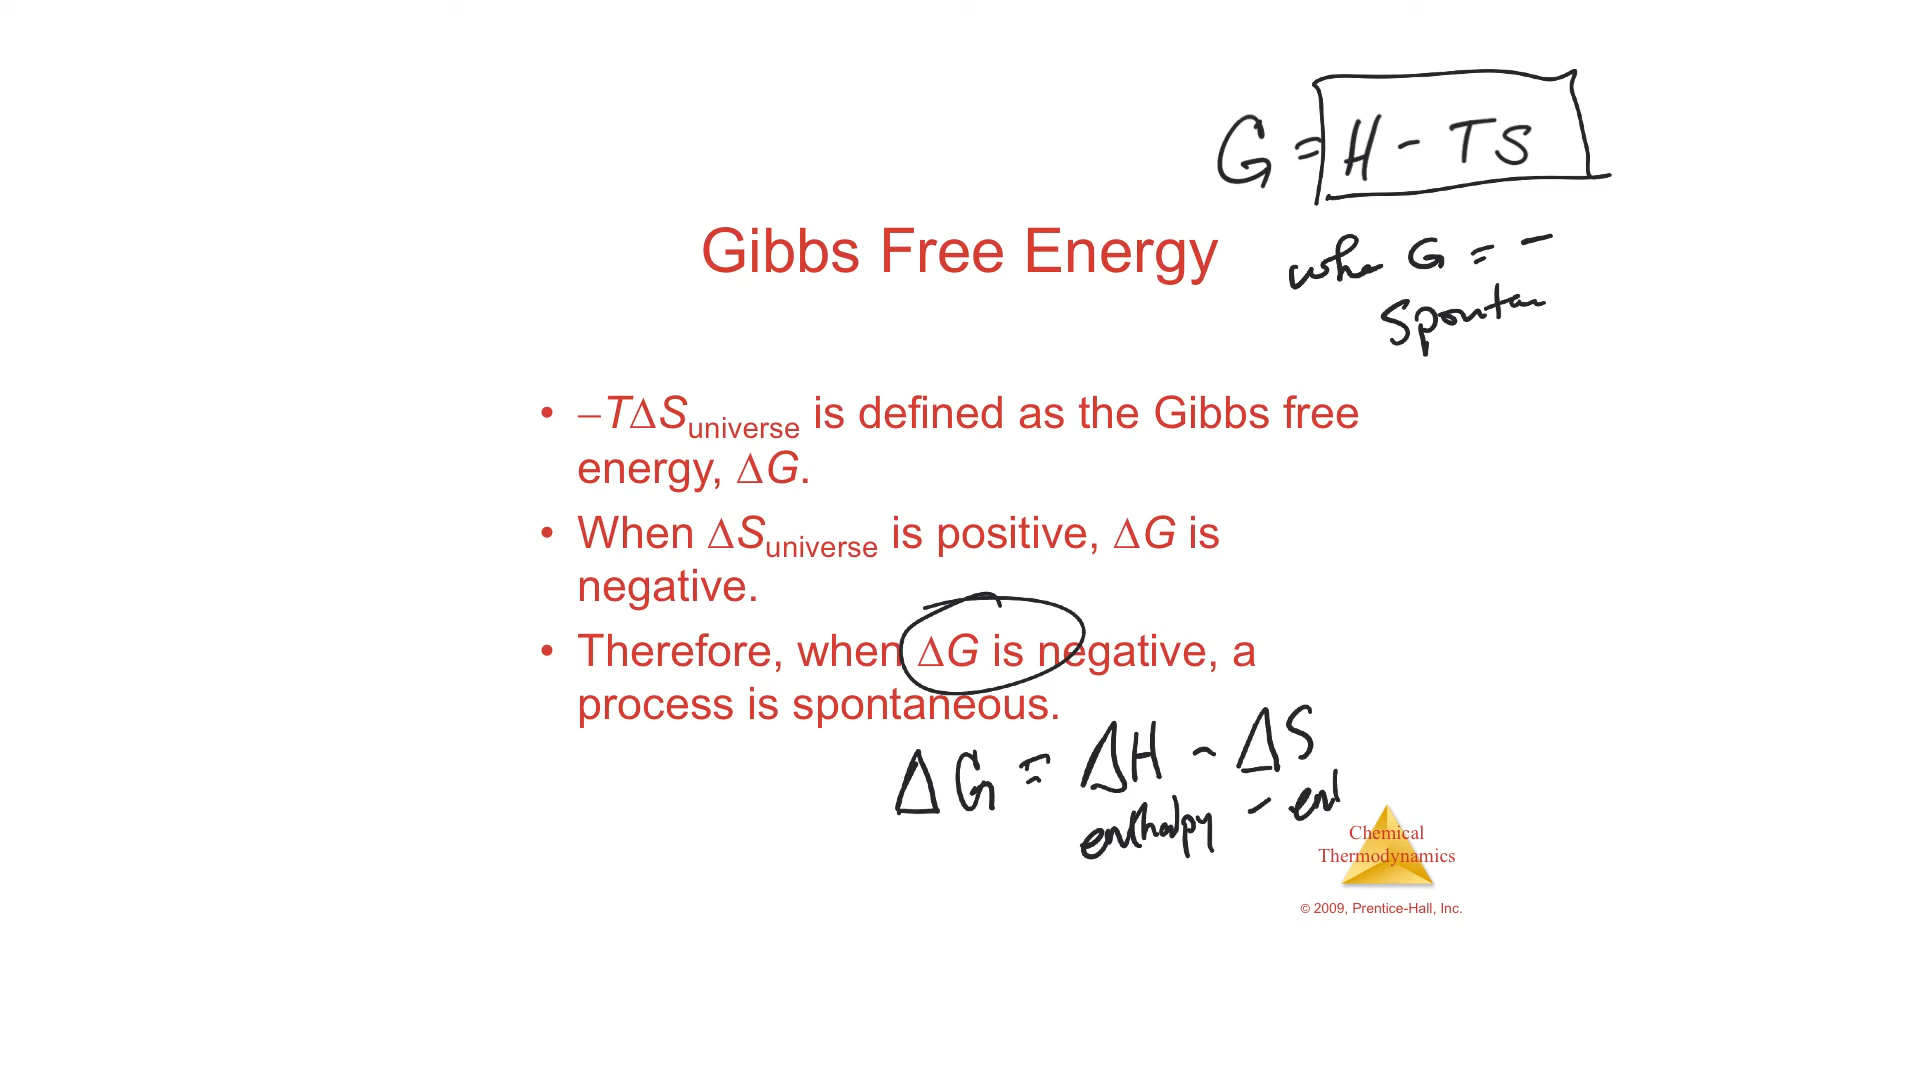 G = H - TS
Gibbs Free Energy
when G = -
Spontan
• −TΔSuniverse is defined as the Gibbs free
energy, ΔG.
• When ΔSuniverse is positive, ΔG is
negative.
• Therefore, when ΔG is negative, a
process is spontaneous.
ΔG = ΔH - ΔS
enthalpy - ent
Chemical
Thermodynamics
© 2009, Prentice-Hall, Inc.